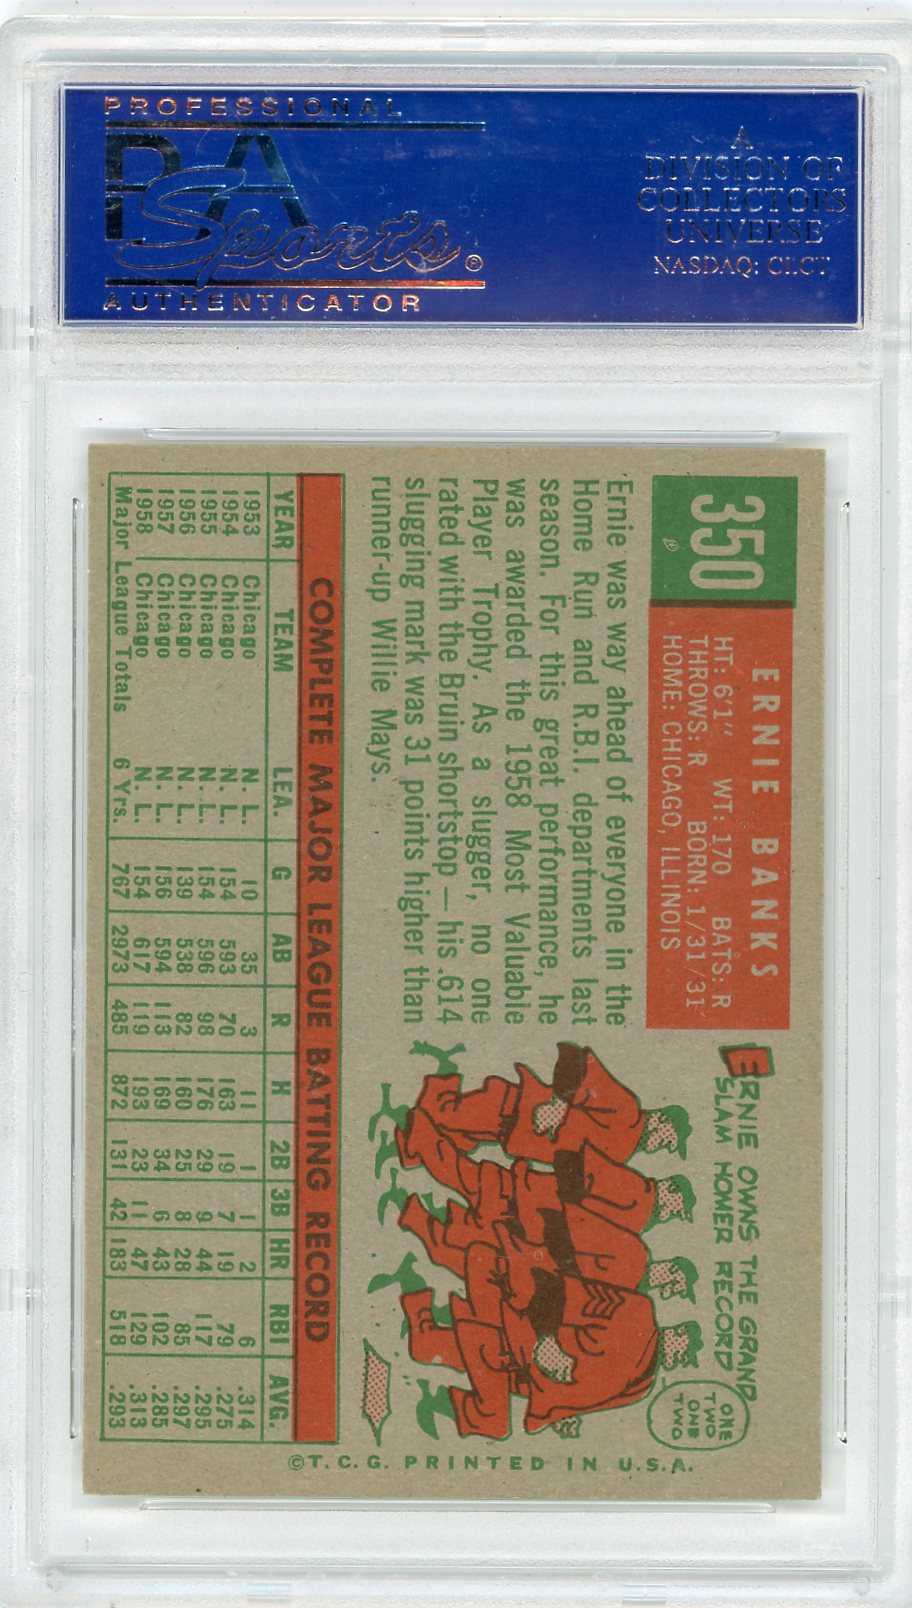 PROFESSIONAL
PSA
Sports®
AUTHENTICATOR
A
DIVISION OF
COLLECTORS
UNIVERSE
NASDAQ: CLCT
350
ERNIE BANKS
HT: 6'1" WT: 170 BATS: R
THROWS: R BORN: 1/31/31
HOME: CHICAGO, ILLINOIS
Ernie was way ahead of everyone in the
Home Run and R.B.I. departments last
season. For this great performance, he
was awarded the 1958 Most Valuable
Player Trophy. As a slugger, no one
rated with the Bruin shortstop—his .614
slugging mark was 31 points higher than
runner-up Willie Mays.
ERNIE OWNS THE GRAND
SLAM HOMER RECORD
ONE
TWO
ONE
TWO
COMPLETE MAJOR LEAGUE BATTING RECORD
YEAR TEAM LEA. G AB R H 2B 3B HR RBI AVG.
1953 Chicago N. L. 10 35 3 11 1 1 2 6 .314
1954 Chicago N. L. 154 593 70 163 19 7 19 79 .275
1955 Chicago N. L. 154 596 98 176 29 9 44 117 .295
1956 Chicago N. L. 139 538 82 160 25 8 28 85 .297
1957 Chicago N. L. 156 594 113 169 34 6 43 102 .285
1958 Chicago N. L. 154 617 119 193 23 11 47 129 .313
Major League Totals 6 Yrs. 767 2973 485 872 131 42 183 518 .293
©T.C.G. PRINTED IN U.S.A.